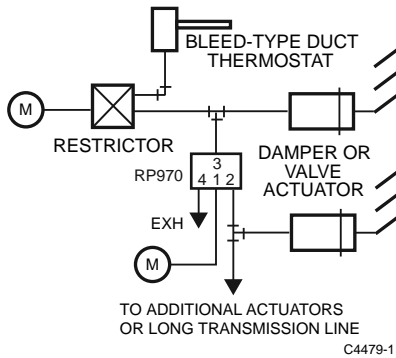 BLEED-TYPE DUCT
THERMOSTAT
M
RESTRICTOR
DAMPER OR
VALVE
ACTUATOR
RP970
3
4 1 2
EXH
M
TO ADDITIONAL ACTUATORS
OR LONG TRANSMISSION LINE
C4479-1